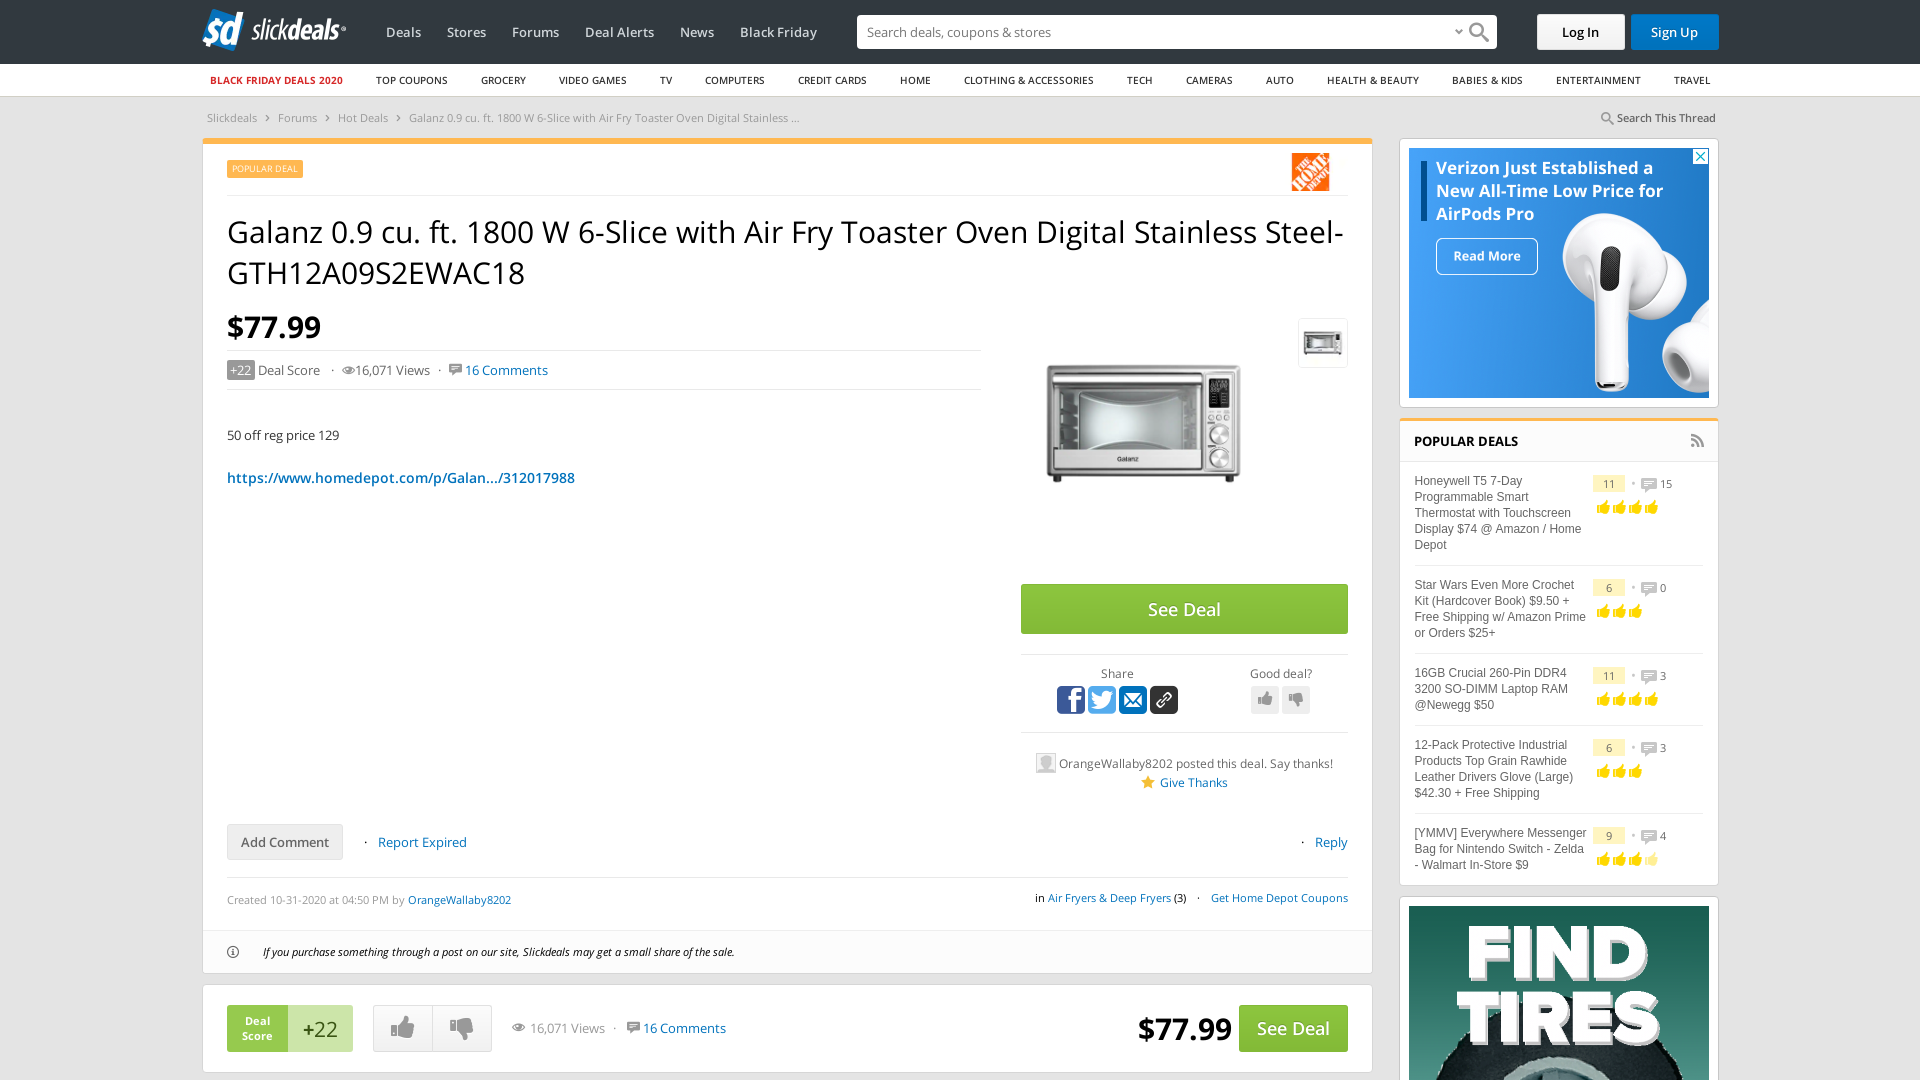 sd slickdeals
Deals Stores Forums Deal Alerts News Black Friday
Search deals, coupons & shops
Log In
Sign Up
BLACK FRIDAY DEALS 2020 TOP COUPONS GROCERY VIDEO GAMES TV COMPUTERS CREDIT CARDS HOME CLOTHING & ACCESSORIES TECH CAMERAS AUTO HEALTH & BEAUTY BABIES & KIDS ENTERTAINMENT TRAVEL
Slickdeals › Forums › Hot Deals › Galanz 0.9 cu. ft. 1800 W 6-Slice with Air Fry Toaster Oven Digital Stainless ...
Search This Thread
POPULAR DEAL
THE HOME DEPOT
Galanz 0.9 cu. ft. 1800 W 6-Slice with Air Fry Toaster Oven Digital Stainless Steel-
GTH12A09S2EWAC18
$77.99
+22 Deal Score · 16,071 Views · 16 Comments
50 off reg price 129
https://www.homedepot.com/p/Galan.../312017988
Galanz
See Deal
Share
Good deal?
OrangeWallaby8202 posted this deal. Say thanks!
Give Thanks
Add Comment · Report Expired
· Reply
Created 10-31-2020 at 04:50 PM by OrangeWallaby8202
in Air Fryers & Deep Fryers (3) · Get Home Depot Coupons
If you purchase something through a post on our site, Slickdeals may get a small share of the sale.
Deal
Score
+22
16,071 Views · 16 Comments
$77.99
See Deal
Verizon Just Established a
New All-Time Low Price for
AirPods Pro
Read More
POPULAR DEALS
Honeywell T5 7-Day
Programmable Smart
Thermostat with Touchscreen
Display $74 @ Amazon / Home
Depot
11 • 15
Star Wars Even More Crochet
Kit (Hardcover Book) $9.50 +
Free Shipping w/ Amazon Prime
or Orders $25+
6 • 0
16GB Crucial 260-Pin DDR4
3200 SO-DIMM Laptop RAM
@Newegg $50
11 • 3
12-Pack Protective Industrial
Products Top Grain Rawhide
Leather Drivers Glove (Large)
$42.30 + Free Shipping
6 • 3
[YMMV] Everywhere Messenger
Bag for Nintendo Switch - Zelda
- Walmart In-Store $9
9 • 4
FIND
TIRES